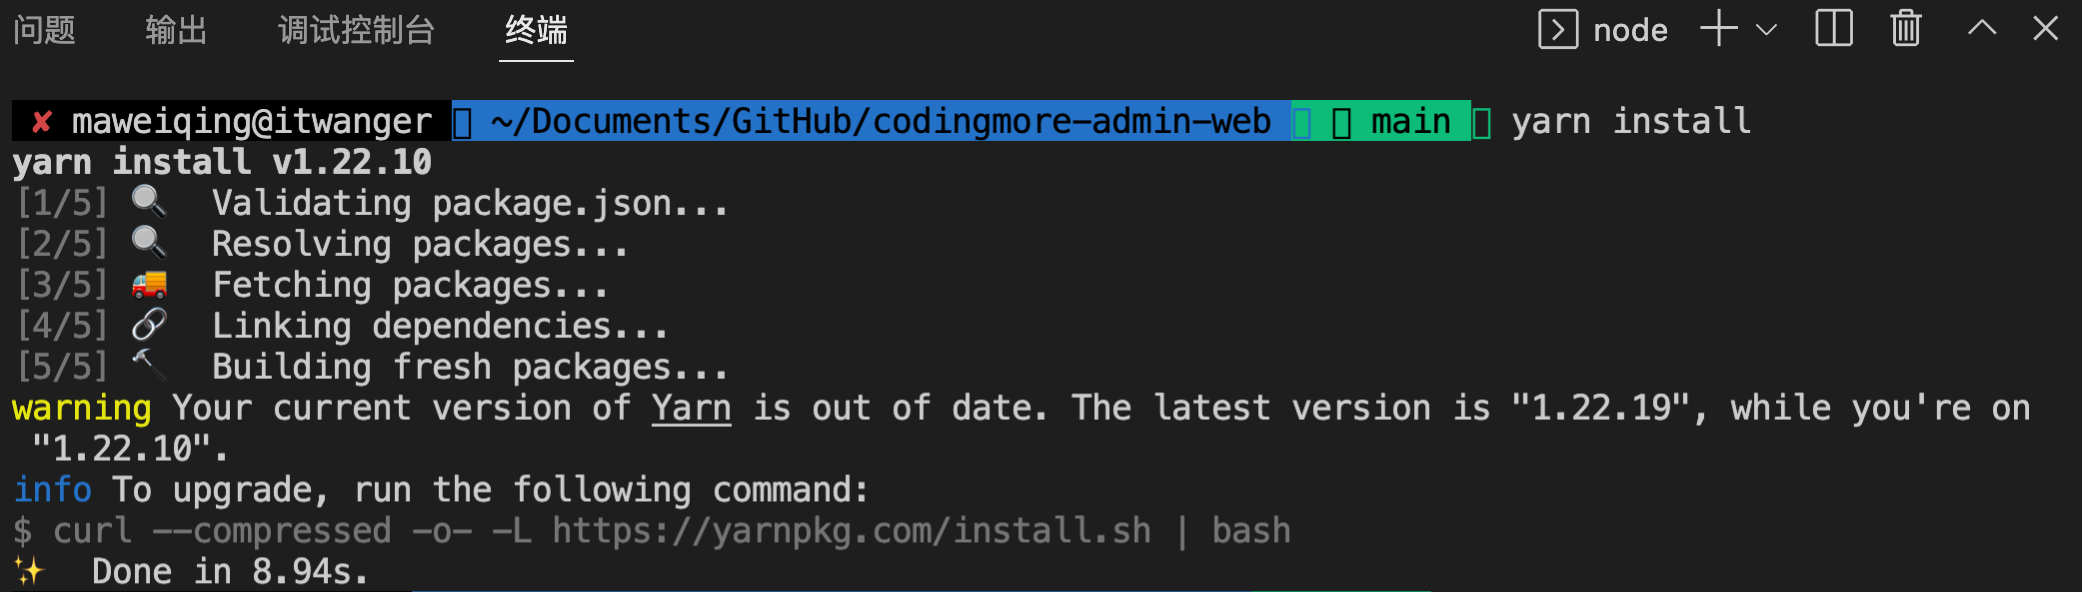 问题 输出 调试控制台 终端 node
✘ maweiqing@itwanger ~/Documents/GitHub/codingmore-admin-web main yarn install
yarn install v1.22.10
[1/5] 🔍 Validating package.json...
[2/5] 🔍 Resolving packages...
[3/5] 🚚 Fetching packages...
[4/5] 🔗 Linking dependencies...
[5/5] 🔨 Building fresh packages...
warning Your current version of Yarn is out of date. The latest version is "1.22.19", while you're on
"1.22.10".
info To upgrade, run the following command:
$ curl --compressed -o- -L https://yarnpkg.com/install.sh | bash
✨ Done in 8.94s.